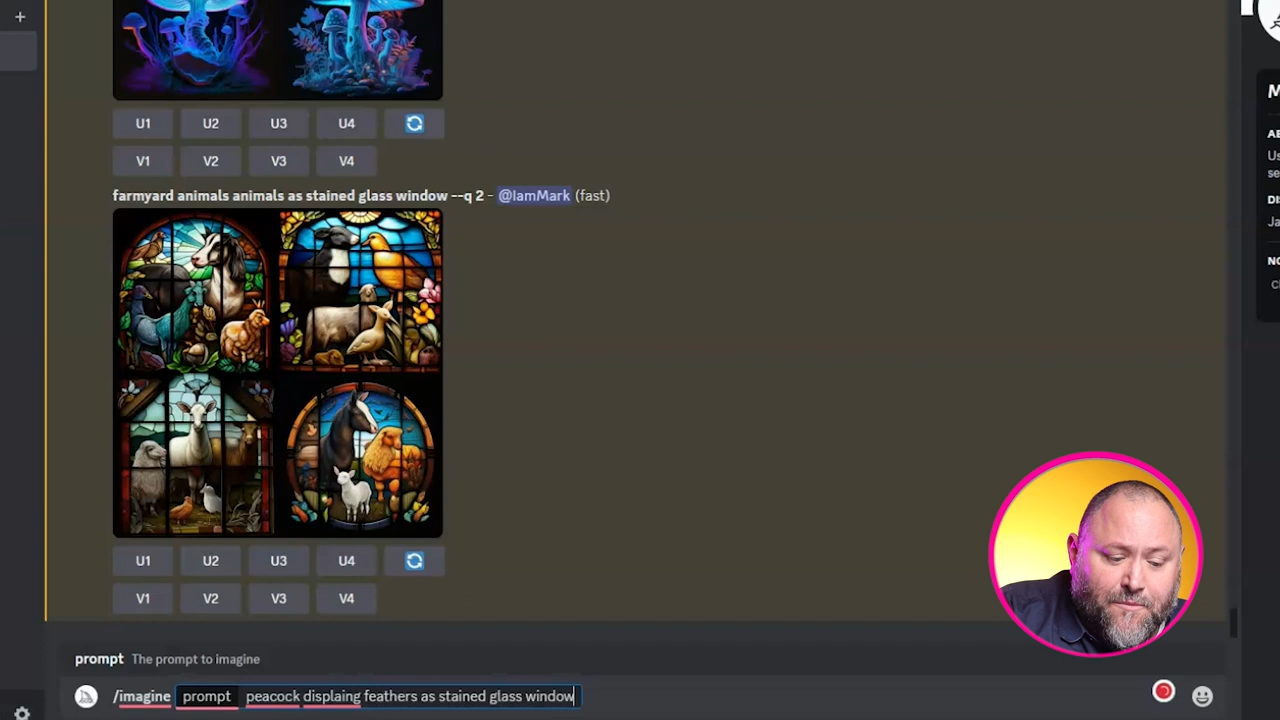 U1 U2 U3 U4
V1 V2 V3 V4
farmyard animals animals as stained glass window --q 2 - @IamMark (fast)
U1 U2 U3 U4
V1 V2 V3 V4
prompt The prompt to imagine
/imagine prompt peacock displaing feathers as stained glass window